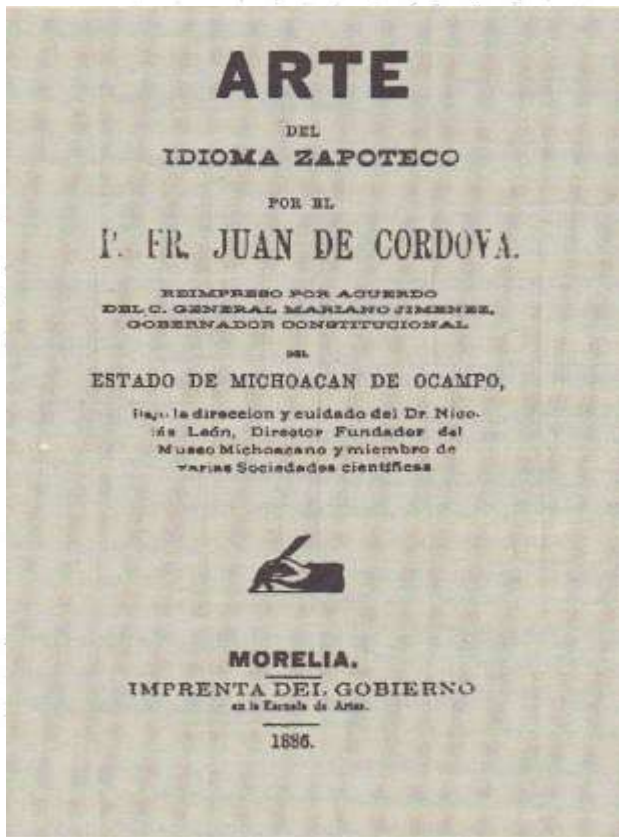 ARTE
DEL
IDIOMA ZAPOTECO
POR EL
P. FR. JUAN DE CORDOVA.
REIMPRESO POR ACUERDO
DEL C. GENERAL MARIANO JIMENEZ,
GOBERNADOR CONSTITUCIONAL
DEL
ESTADO DE MICHOACAN DE OCAMPO,
Bajo la direccion y cuidado del Dr. Nico-
lás León, Director Fundador del
Museo Michoacano y miembro de
varias Sociedades científicas
MORELIA.
IMPRENTA DEL GOBIERNO
en la Escuela de Artes.
1886.